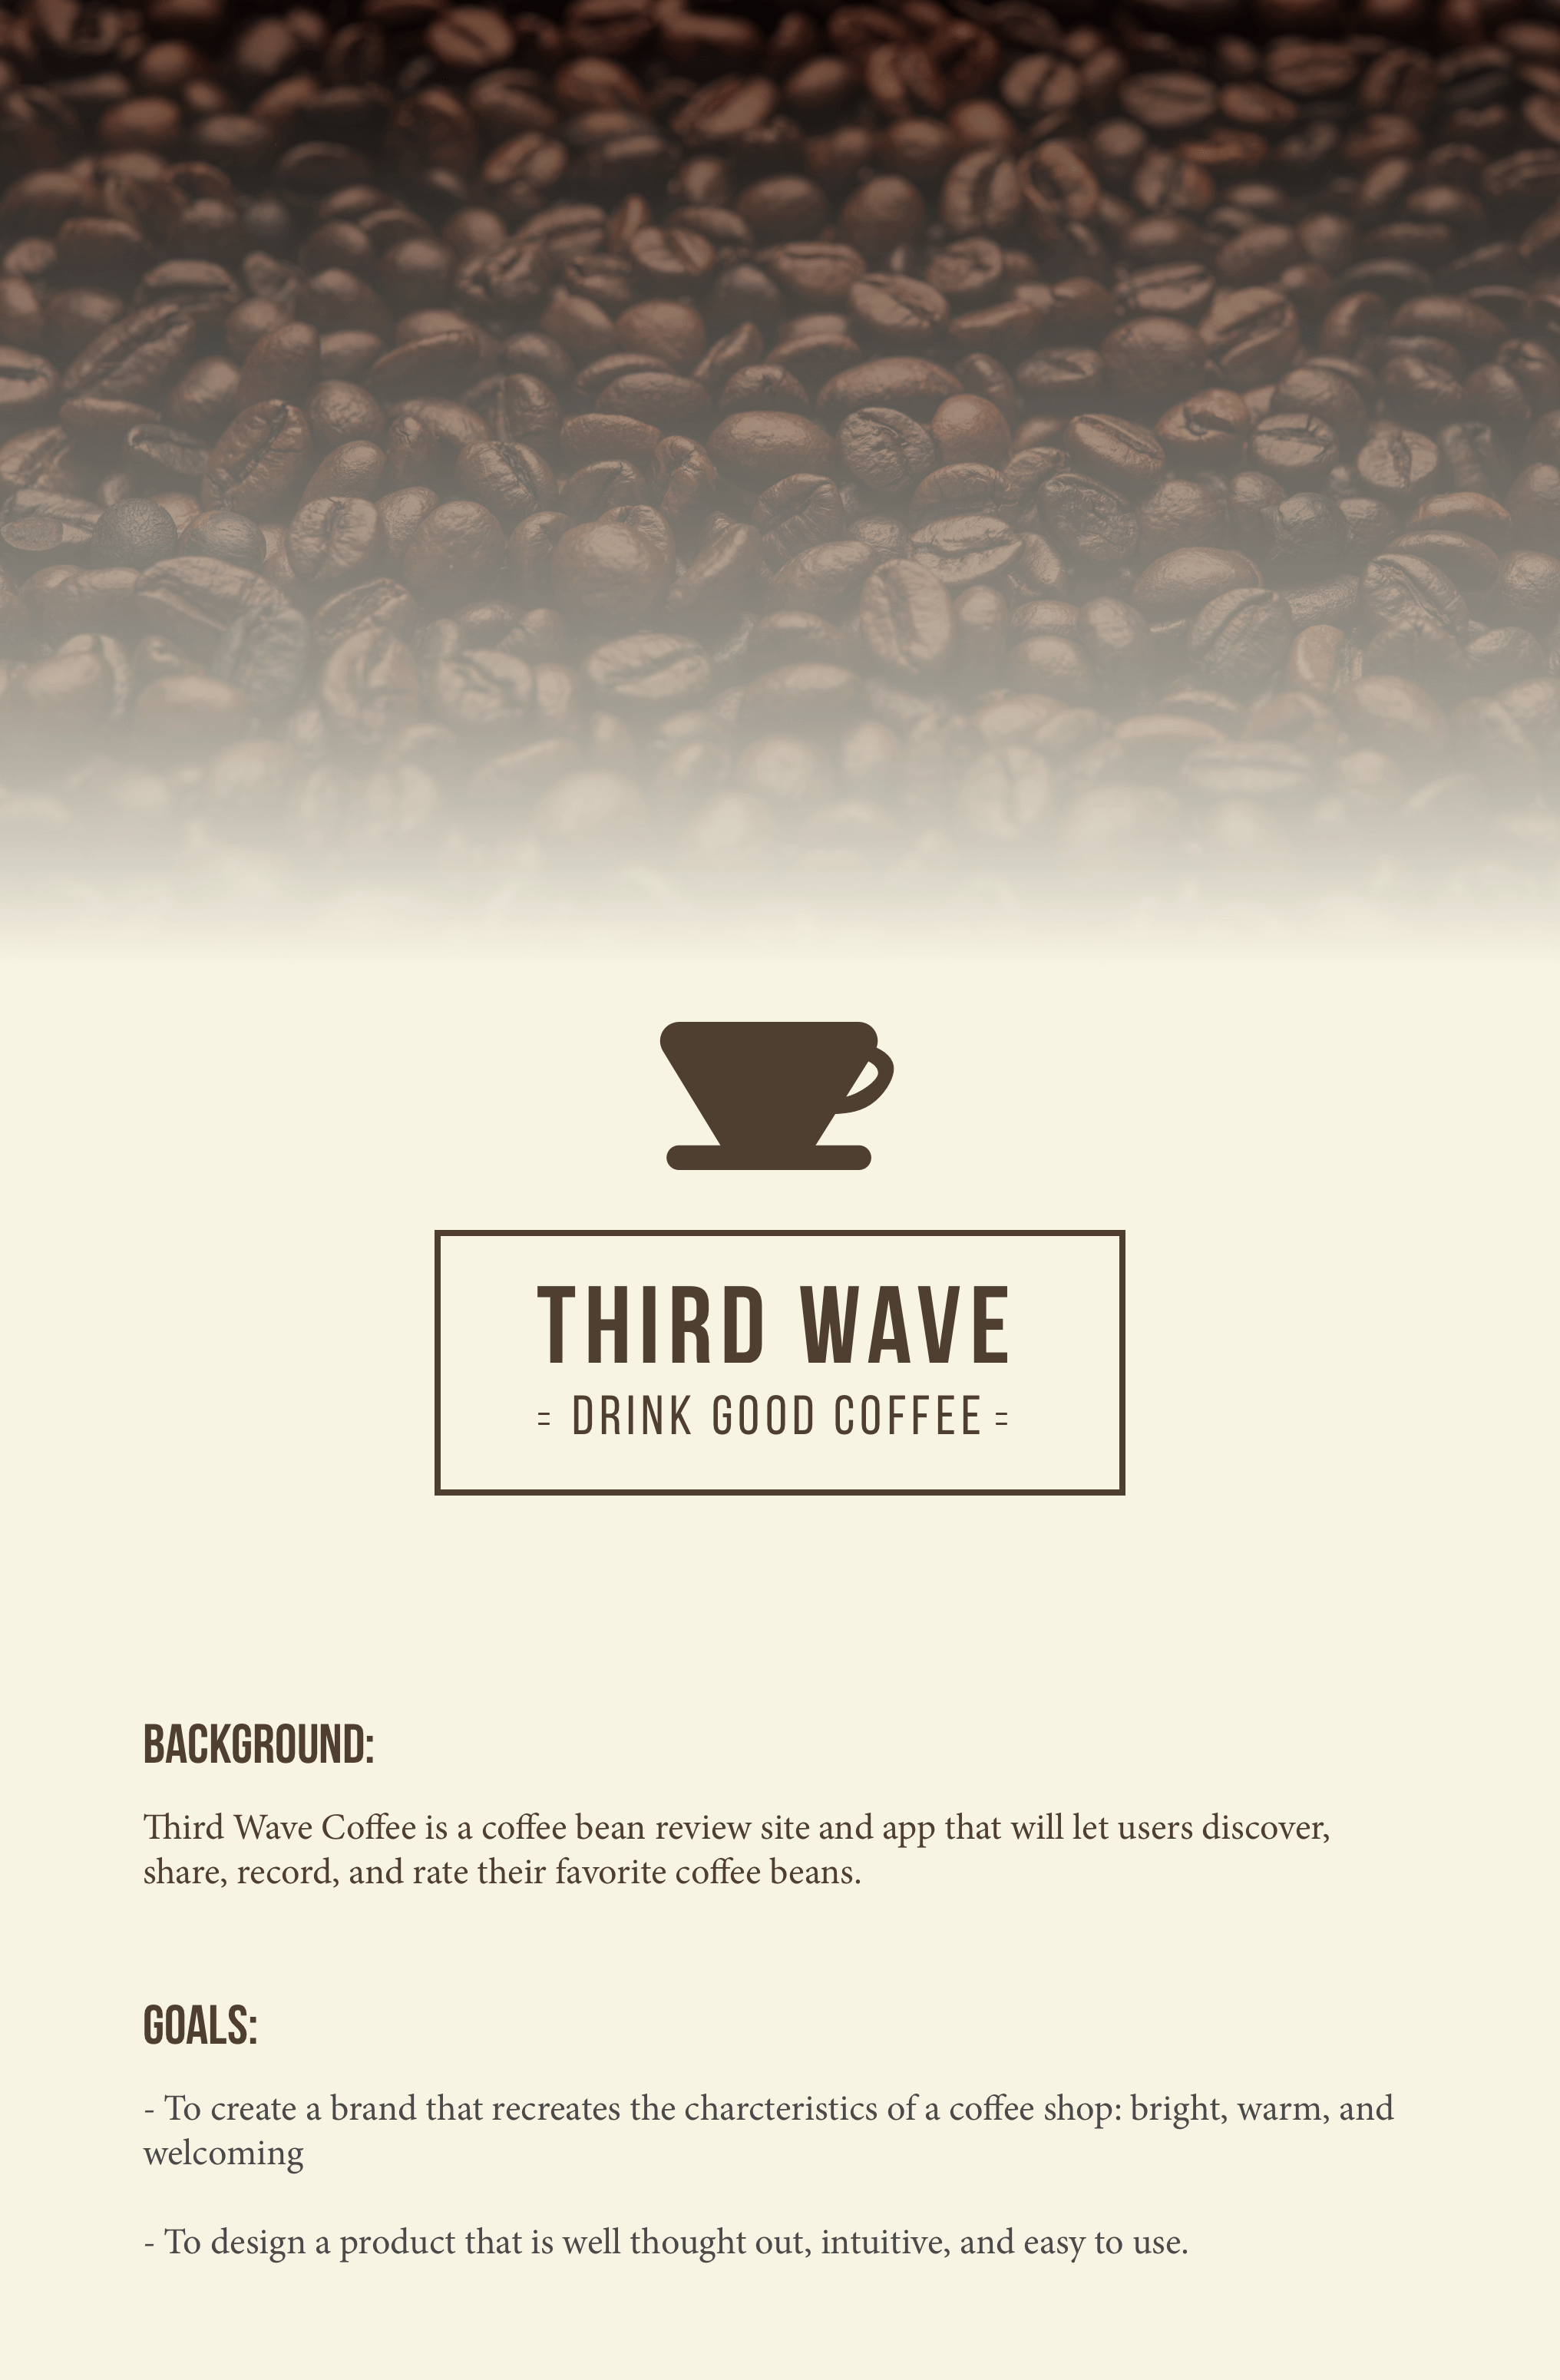 THIRD WAVE
= DRINK GOOD COFFEE =
BACKGROUND:
Third Wave Coffee is a coffee bean review site and app that will let users discover,
share, record, and rate their favorite coffee beans.
GOALS:
- To create a brand that recreates the charcteristics of a coffee shop: bright, warm, and
welcoming
- To design a product that is well thought out, intuitive, and easy to use.